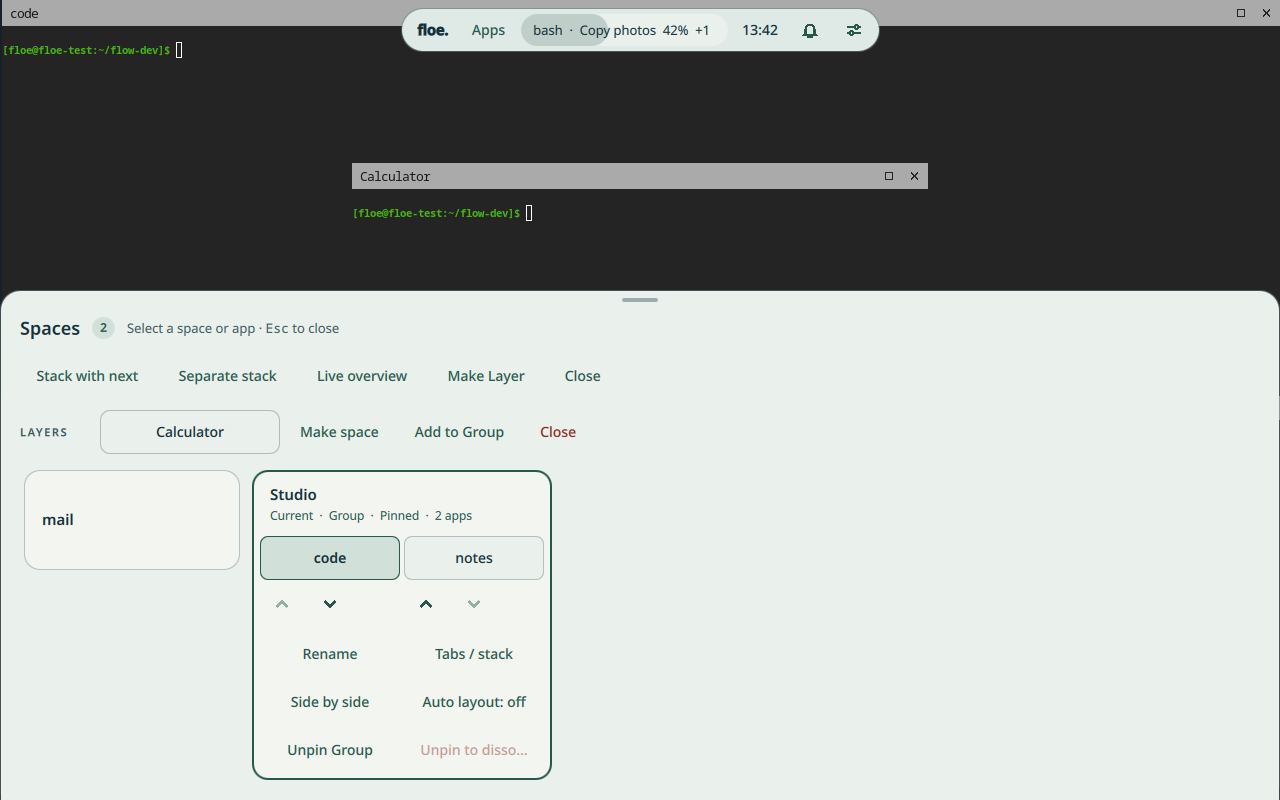 code
floe. Apps bash · Copy photos 42% +1 13:42
[floe@floe-test:~/flow-dev]$
Calculator
[floe@floe-test:~/flow-dev]$
Spaces 2 Select a space or app · Esc to close
Stack with next Separate stack Live overview Make Layer Close
LAYERS Calculator Make space Add to Group Close
mail
Studio
Current · Group · Pinned · 2 apps
code notes
Rename Tabs / stack
Side by side Auto layout: off
Unpin Group Unpin to disso...